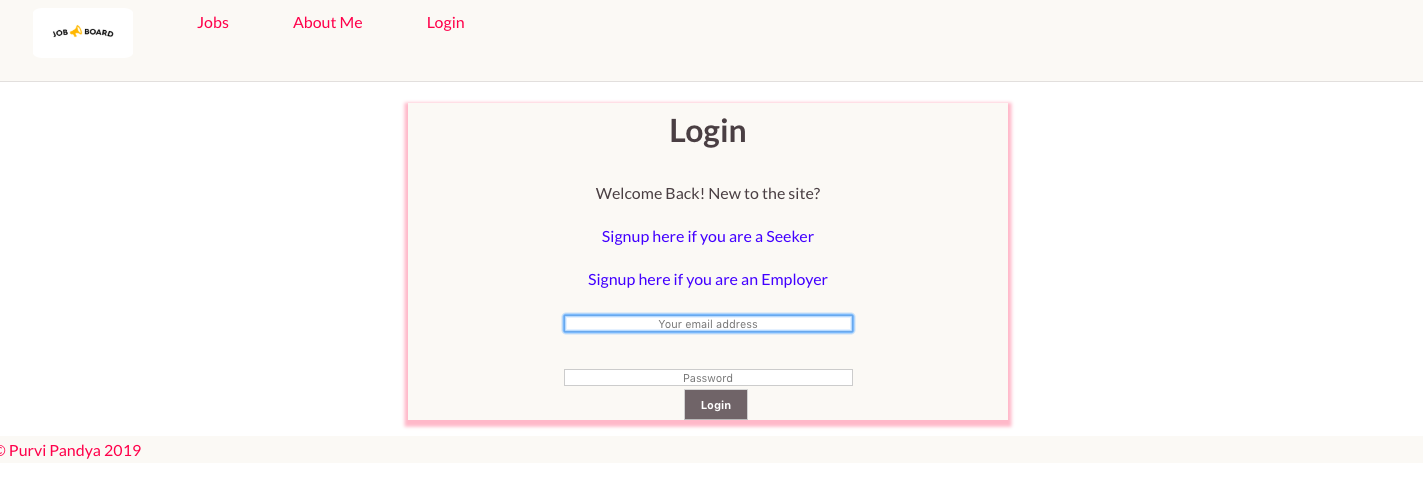 JOB BOARD
Jobs About Me Login
Login
Welcome Back! New to the site?
Signup here if you are a Seeker
Signup here if you are an Employer
Your email address
Password
Login
© Purvi Pandya 2019